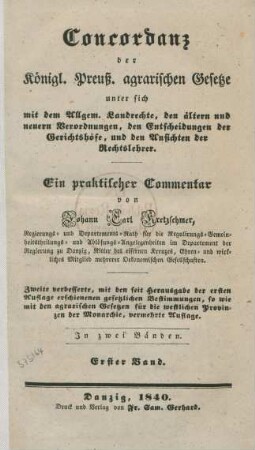 Concordanz
der
Königl. Preuß. agrarischen Gesetze
unter sich
mit dem Allgem. Landrechte, den ältern und
neuern Verordnungen, den Entscheidungen der
Gerichtshöfe, und den Ansichten der
Rechtslehrer.
Ein praktischer Commentar
von
Johann Carl Kretzschmer,
Regierungs- und Departements-Rath für die Regulirungs- Gemein-
heitstheilungs- und Ablösungs-Angelegenheiten im Departement der
Regierung zu Danzig, Ritter des eisernen Kreuzes, Ehren- und wirk-
liches Mitglied mehrerer Oekonomischen Gesellschaften.
Zweite verbesserte, mit den seit Herausgabe der ersten
Auflage erschienenen gesetzlichen Bestimmungen, so wie
mit den agrarischen Gesetzen für die westlichen Provin-
zen der Monarchie, vermehrte Auflage.
In zwei Bänden.
Erster Band.
Danzig, 1840.
Druck und Verlag von Fr. Sam. Gerhard.